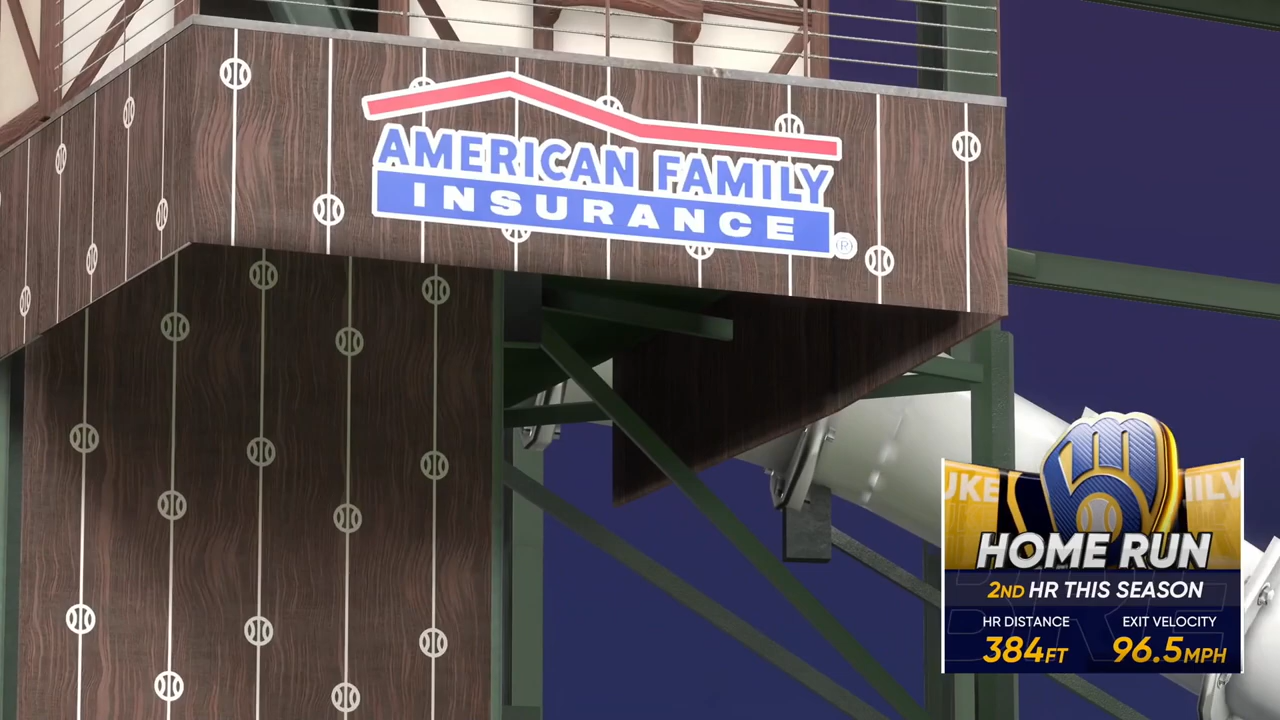 AMERICAN FAMILY
INSURANCE
®
HOME RUN
2ND HR THIS SEASON
HR DISTANCE
EXIT VELOCITY
384FT
96.5MPH